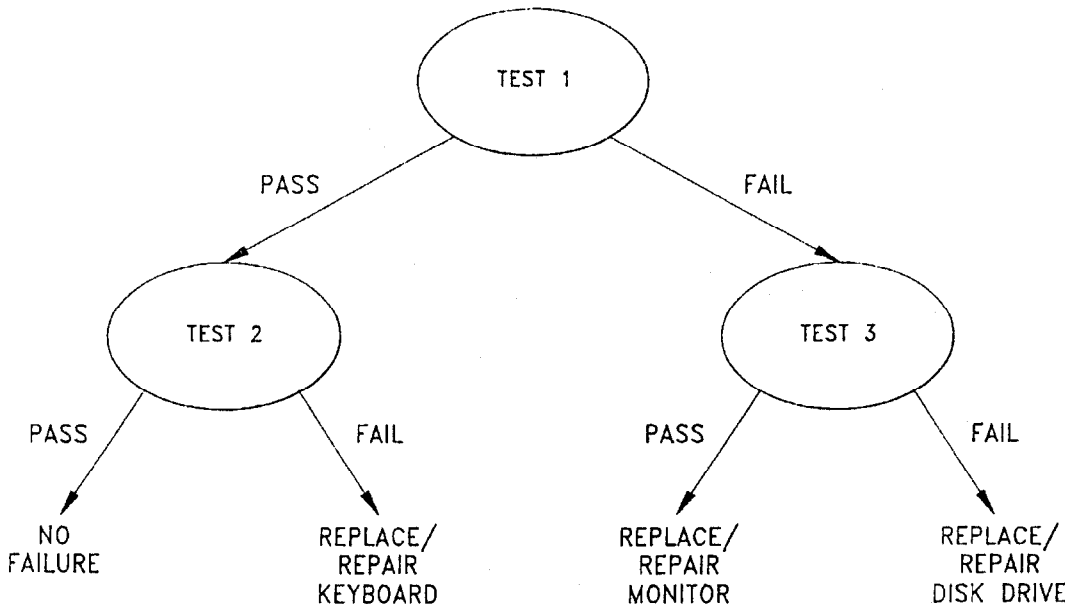 TEST 1
PASS
FAIL
TEST 2
TEST 3
PASS
FAIL
PASS
FAIL
NO
FAILURE
REPLACE/
REPAIR
KEYBOARD
REPLACE/
REPAIR
MONITOR
REPLACE/
REPAIR
DISK DRIVE